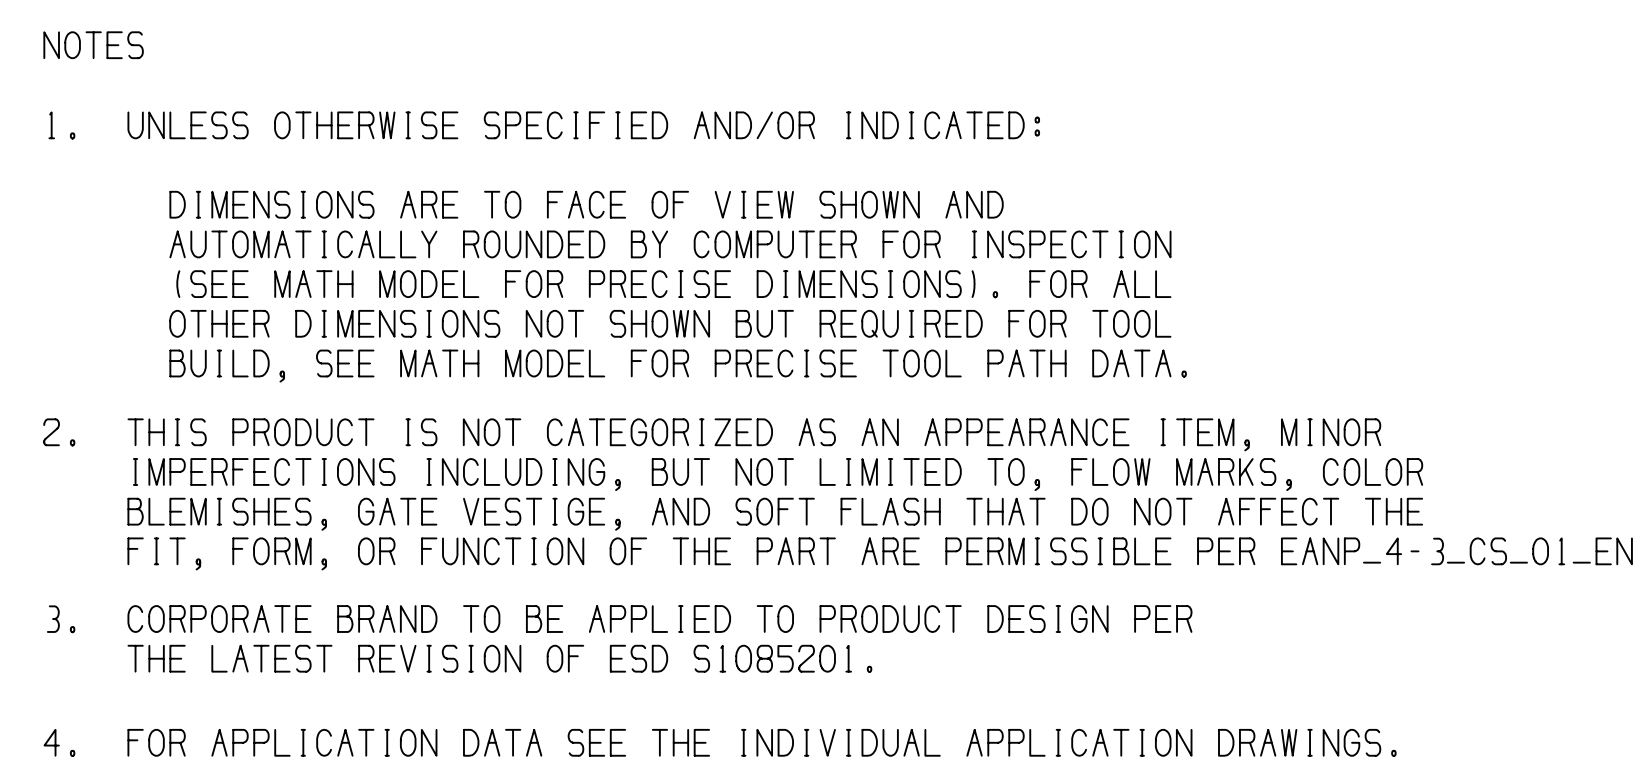 NOTES
1. UNLESS OTHERWISE SPECIFIED AND/OR INDICATED:
DIMENSIONS ARE TO FACE OF VIEW SHOWN AND
AUTOMATICALLY ROUNDED BY COMPUTER FOR INSPECTION
(SEE MATH MODEL FOR PRECISE DIMENSIONS). FOR ALL
OTHER DIMENSIONS NOT SHOWN BUT REQUIRED FOR TOOL
BUILD, SEE MATH MODEL FOR PRECISE TOOL PATH DATA.
2. THIS PRODUCT IS NOT CATEGORIZED AS AN APPEARANCE ITEM, MINOR
IMPERFECTIONS INCLUDING, BUT NOT LIMITED TO, FLOW MARKS, COLOR
BLEMISHES, GATE VESTIGE, AND SOFT FLASH THAT DO NOT AFFECT THE
FIT, FORM, OR FUNCTION OF THE PART ARE PERMISSIBLE PER EANP_4-3_CS_01_EN
3. CORPORATE BRAND TO BE APPLIED TO PRODUCT DESIGN PER
THE LATEST REVISION OF ESD S1085201.
4. FOR APPLICATION DATA SEE THE INDIVIDUAL APPLICATION DRAWINGS.